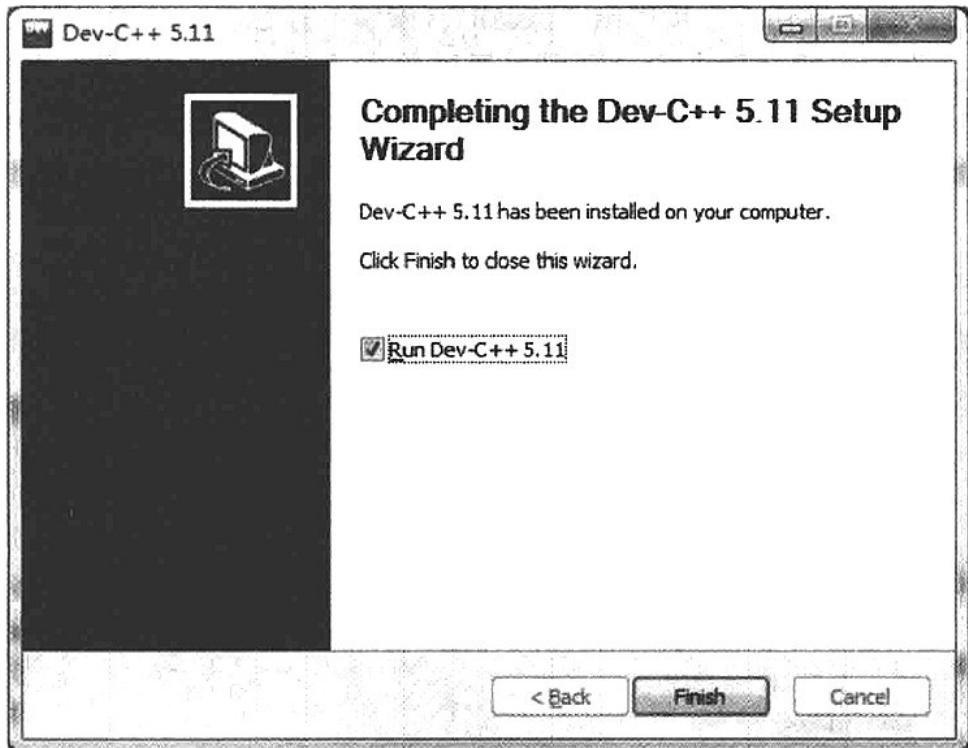 Dev-C++ 5.11
Completing the Dev-C++ 5.11 Setup
Wizard
Dev-C++ 5.11 has been installed on your computer.
Click Finish to close this wizard.
Run Dev-C++ 5.11
< Back
Finish
Cancel